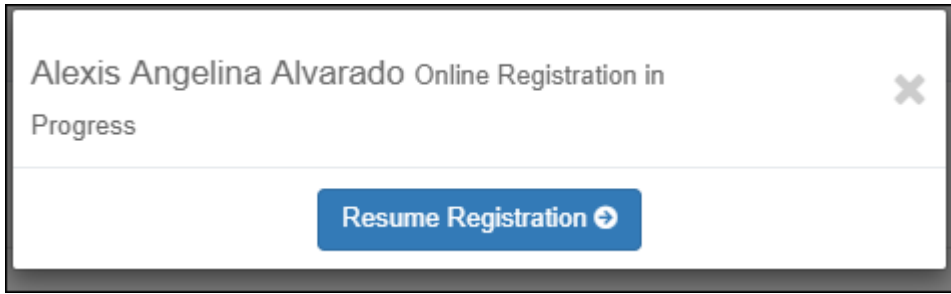 Alexis Angelina Alvarado Online Registration in
Progress
Resume Registration